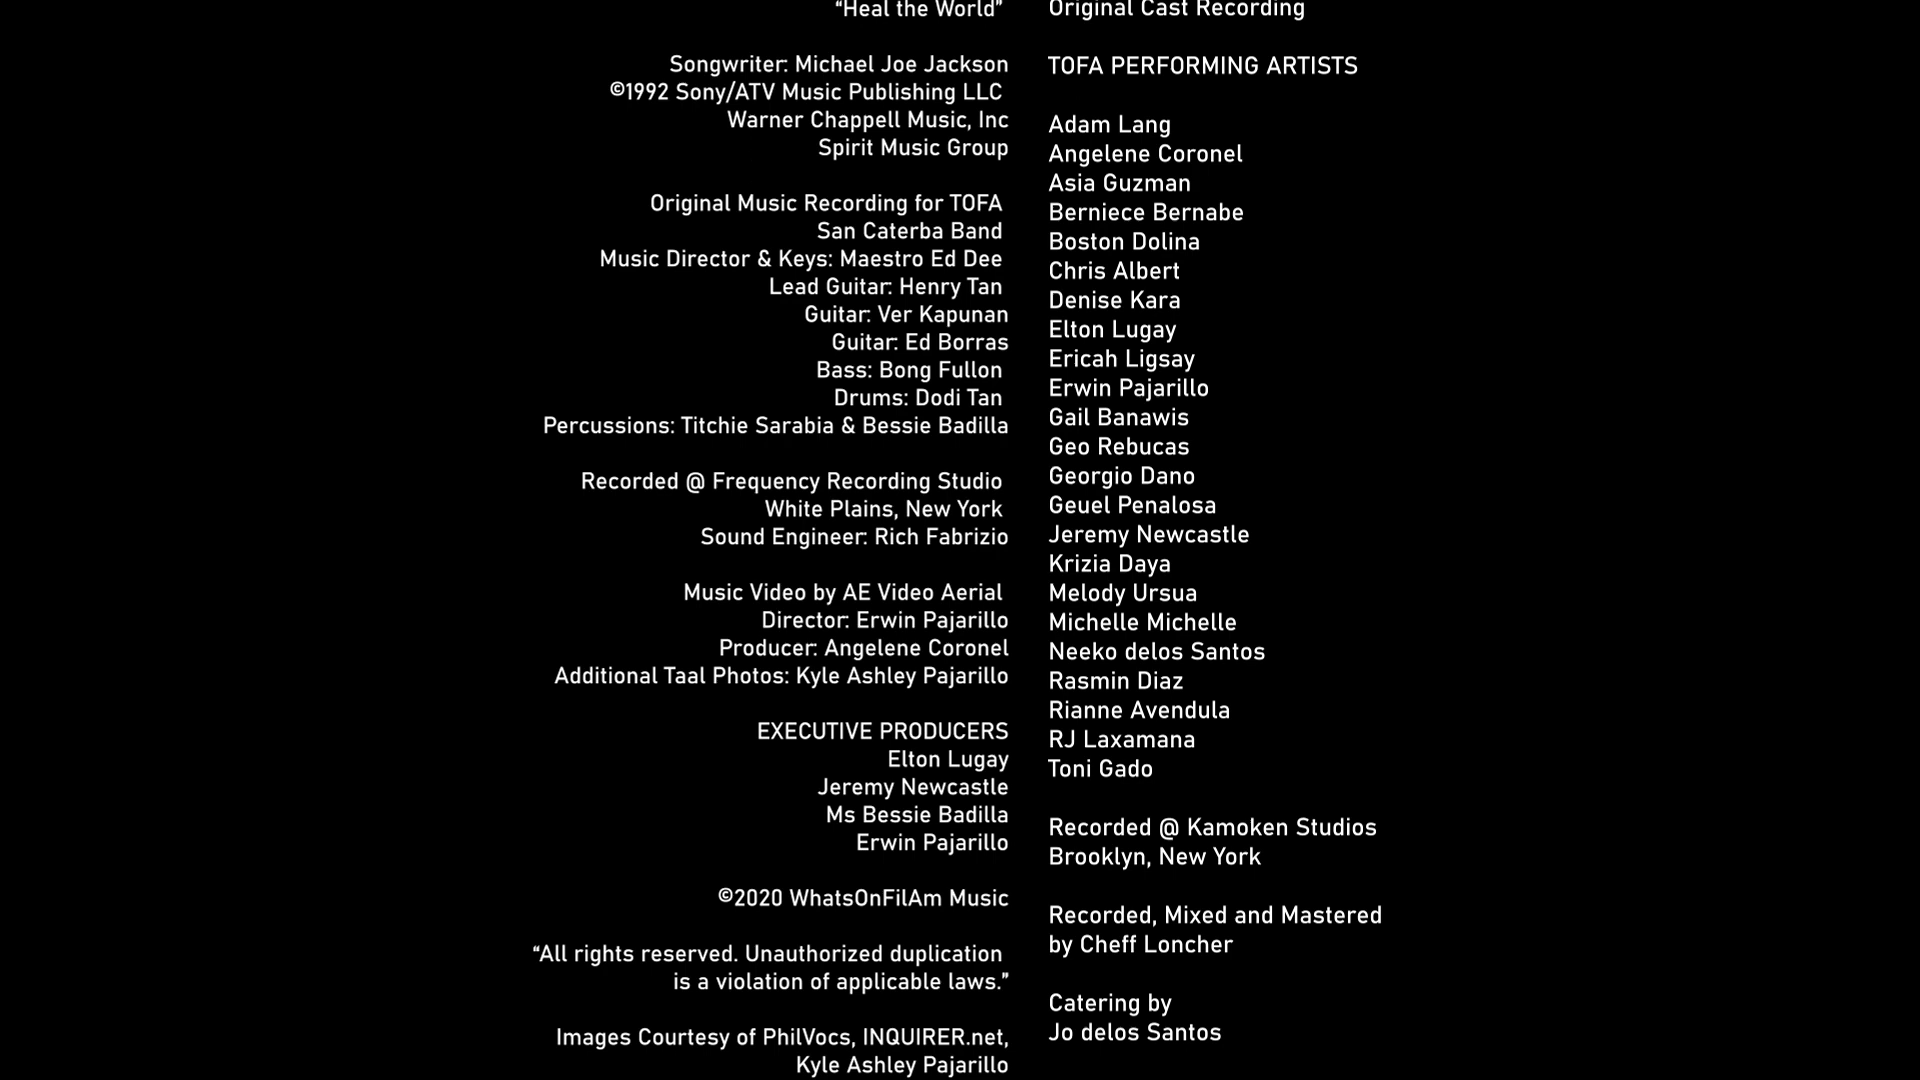 “Heal the World”
Songwriter: Michael Joe Jackson
©1992 Sony/ATV Music Publishing LLC
Warner Chappell Music, Inc
Spirit Music Group
Original Music Recording for TOFA
San Caterba Band
Music Director & Keys: Maestro Ed Dee
Lead Guitar: Henry Tan
Guitar: Ver Kapunan
Guitar: Ed Borras
Bass: Bong Fullon
Drums: Dodi Tan
Percussions: Titchie Sarabia & Bessie Badilla
Recorded @ Frequency Recording Studio
White Plains, New York
Sound Engineer: Rich Fabrizio
Music Video by AE Video Aerial
Director: Erwin Pajarillo
Producer: Angelene Coronel
Additional Taal Photos: Kyle Ashley Pajarillo
EXECUTIVE PRODUCERS
Elton Lugay
Jeremy Newcastle
Ms Bessie Badilla
Erwin Pajarillo
©2020 WhatsOnFilAm Music
“All rights reserved. Unauthorized duplication
is a violation of applicable laws.”
Images Courtesy of PhilVocs, INQUIRER.net,
Kyle Ashley Pajarillo
Original Cast Recording
TOFA PERFORMING ARTISTS
Adam Lang
Angelene Coronel
Asia Guzman
Berniece Bernabe
Boston Dolina
Chris Albert
Denise Kara
Elton Lugay
Ericah Ligsay
Erwin Pajarillo
Gail Banawis
Geo Rebucas
Georgio Dano
Geuel Penalosa
Jeremy Newcastle
Krizia Daya
Melody Ursua
Michelle Michelle
Neeko delos Santos
Rasmin Diaz
Rianne Avendula
RJ Laxamana
Toni Gado
Recorded @ Kamoken Studios
Brooklyn, New York
Recorded, Mixed and Mastered
by Cheff Loncher
Catering by
Jo delos Santos